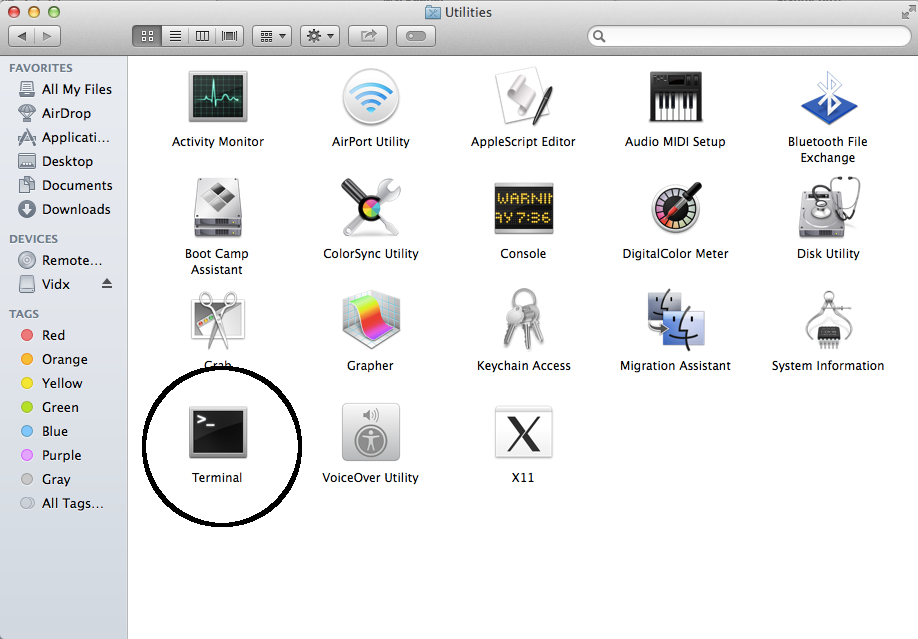 Utilities
FAVORITES
All My Files
AirDrop
Applicati...
Desktop
Documents
Downloads
DEVICES
Remote...
Vidx
TAGS
Red
Orange
Yellow
Green
Blue
Purple
Gray
All Tags...
Activity Monitor
AirPort Utility
AppleScript Editor
Audio MIDI Setup
Bluetooth File
Exchange
Boot Camp
Assistant
ColorSync Utility
WARNIN
AY 7:36
Console
DigitalColor Meter
Disk Utility
Grab
Grapher
Keychain Access
Migration Assistant
System Information
>_
Terminal
VoiceOver Utility
X
X11